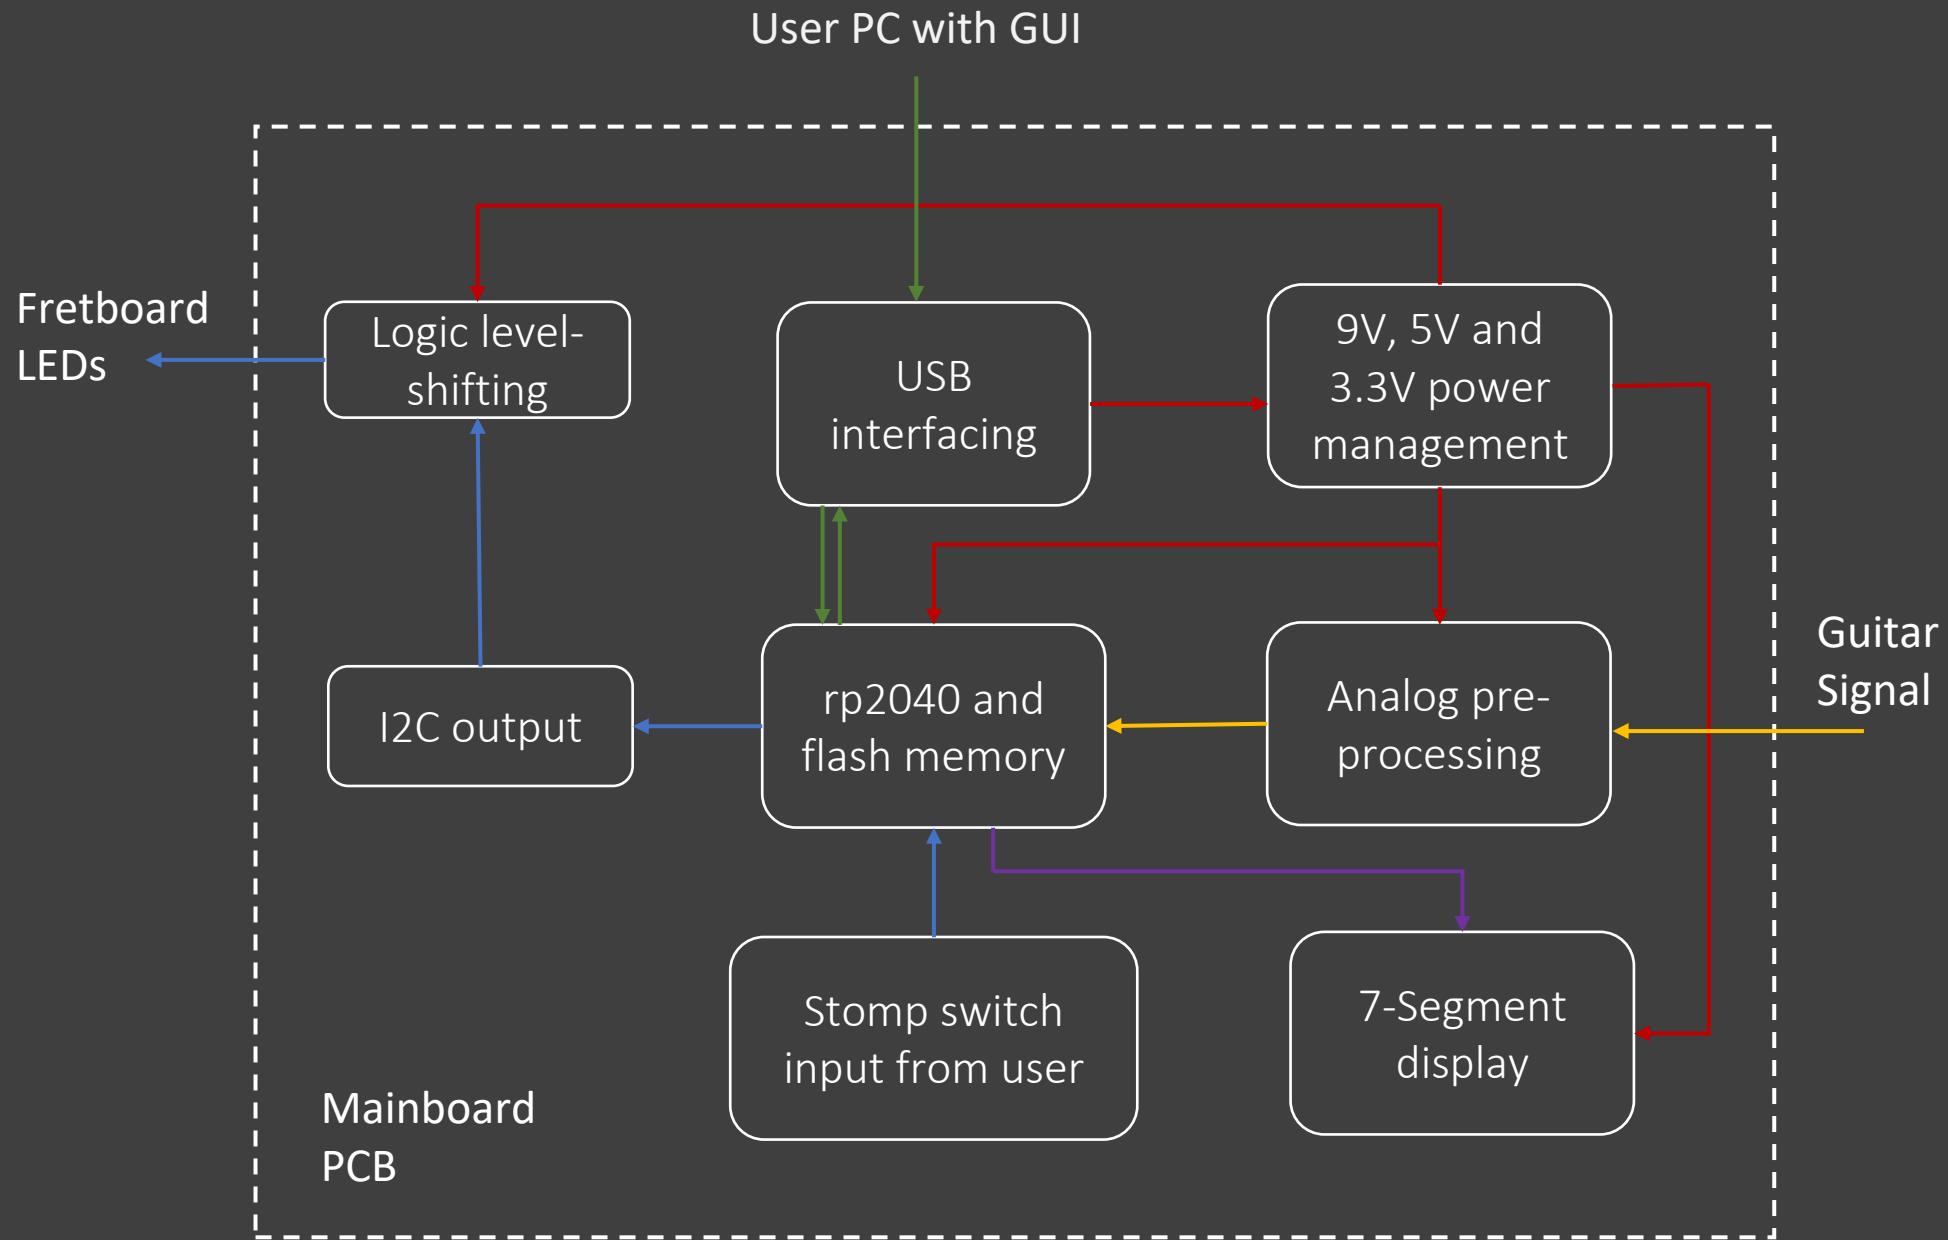 User PC with GUI
Fretboard
LEDs
Logic level-
shifting
USB
interfacing
9V, 5V and
3.3V power
management
Guitar
Signal
I2C output
rp2040 and
flash memory
Analog pre-
processing
Stomp switch
input from user
7-Segment
display
Mainboard
PCB